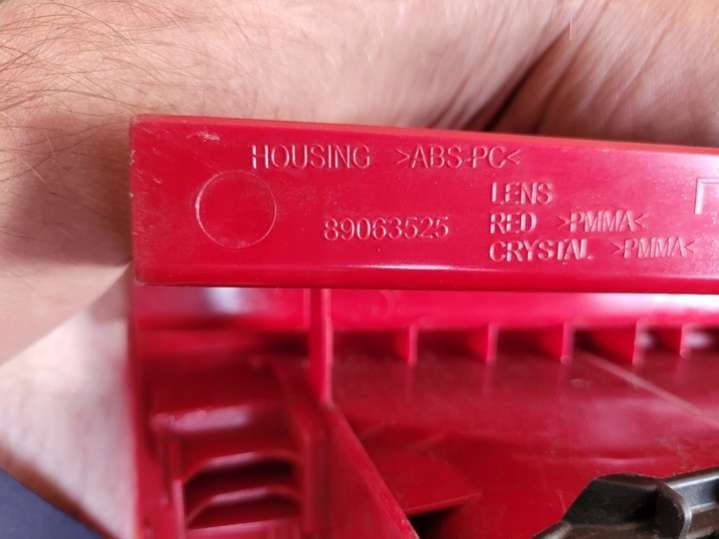 HOUSING >ABS-PC<
LENS
89063525 RED >PMMA<
CRYSTAL >PMMA<